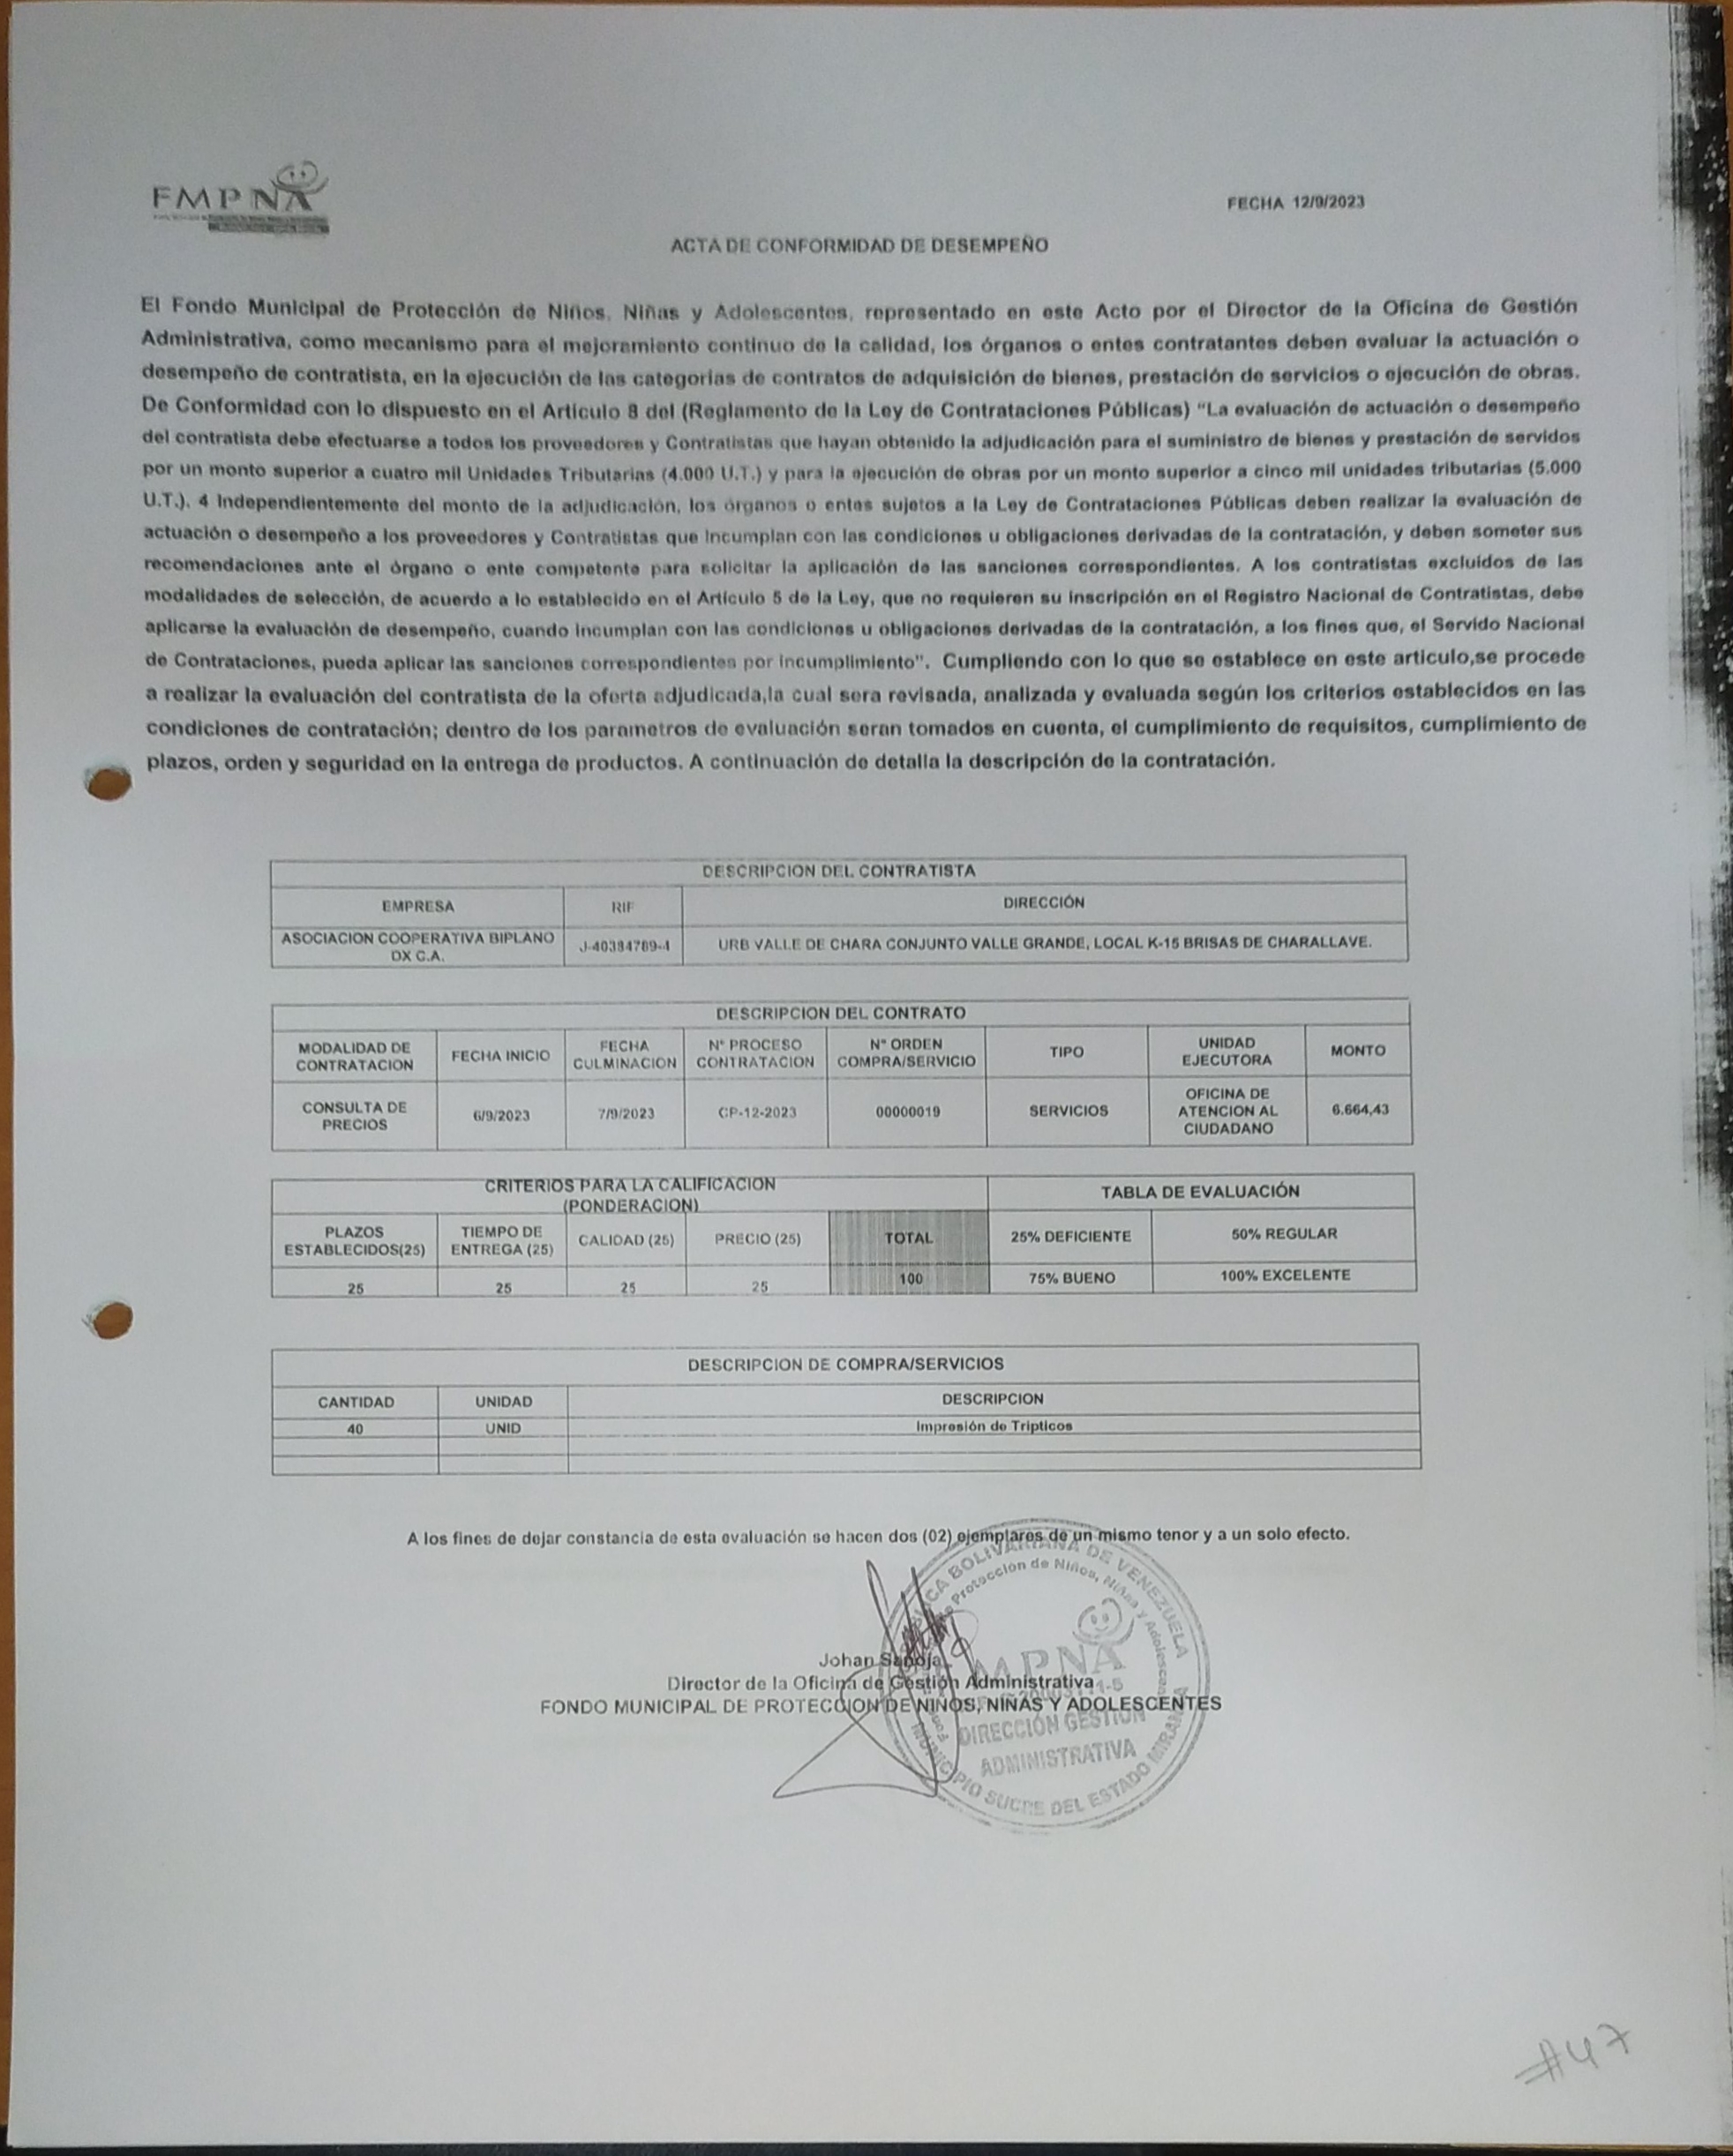 FMPNA
FECHA 12/9/2023
ACTA DE CONFORMIDAD DE DESEMPEÑO
El Fondo Municipal de Protección de Niños, Niñas y Adolescentes, representado en este Acto por el Director de la Oficina de Gestión
Administrativa, como mecanismo para el mejoramiento continuo de la calidad, los órganos o entes contratantes deben evaluar la actuación o
desempeño de contratista, en la ejecución de las categorias de contratos de adquisición de bienes, prestación de servicios o ejecución de obras.
De Conformidad con lo dispuesto en el Articulo 8 del (Reglamento de la Ley de Contrataciones Públicas) “La evaluación de actuación o desempeño
del contratista debe efectuarse a todos los proveedores y Contratistas que hayan obtenido la adjudicación para el suministro de bienes y prestación de servidos
por un monto superior a cuatro mil Unidades Tributarias (4.000 U.T.) y para la ejecución de obras por un monto superior a cinco mil unidades tributarias (5.000
U.T.). 4 Independientemente del monto de la adjudicación, los órganos o entes sujetos a la Ley de Contrataciones Públicas deben realizar la evaluación de
actuación o desempeño a los proveedores y Contratistas que incumplan con las condiciones u obligaciones derivadas de la contratación, y deben someter sus
recomendaciones ante el órgano o ente competente para solicitar la aplicación de las sanciones correspondientes. A los contratistas excluidos de las
modalidades de selección, de acuerdo a lo establecido en el Artículo 5 de la Ley, que no requieren su inscripción en el Registro Nacional de Contratistas, debe
aplicarse la evaluación de desempeño, cuando incumplan con las condiciones u obligaciones derivadas de la contratación, a los fines que, el Servido Nacional
de Contrataciones, pueda aplicar las sanciones correspondientes por incumplimiento”. Cumpliendo con lo que se establece en este articulo,se procede
a realizar la evaluación del contratista de la oferta adjudicada,la cual sera revisada, analizada y evaluada según los criterios establecidos en las
condiciones de contratación; dentro de los parametros de evaluación seran tomados en cuenta, el cumplimiento de requisitos, cumplimiento de
plazos, orden y seguridad en la entrega de productos. A continuación de detalla la descripción de la contratación.
DESCRIPCION DEL CONTRATISTA
EMPRESA RIF DIRECCIÓN
ASOCIACION COOPERATIVA BIPLANO
DX C.A.
J-40384789-4
URB VALLE DE CHARA CONJUNTO VALLE GRANDE, LOCAL K-15 BRISAS DE CHARALLAVE.
DESCRIPCION DEL CONTRATO
MODALIDAD DE
CONTRATACION
FECHA INICIO
FECHA
CULMINACION
N° PROCESO
CONTRATACION
N° ORDEN
COMPRA/SERVICIO
TIPO
UNIDAD
EJECUTORA
MONTO
CONSULTA DE
PRECIOS
6/9/2023
7/9/2023
CP-12-2023
00000019
SERVICIOS
OFICINA DE
ATENCION AL
CIUDADANO
6.664,43
CRITERIOS PARA LA CALIFICACION
(PONDERACION)
TABLA DE EVALUACIÓN
PLAZOS
ESTABLECIDOS(25)
TIEMPO DE
ENTREGA (25)
CALIDAD (25)
PRECIO (25)
TOTAL
25% DEFICIENTE
50% REGULAR
25
25
25
25
100
75% BUENO
100% EXCELENTE
DESCRIPCION DE COMPRA/SERVICIOS
CANTIDAD UNIDAD DESCRIPCION
40 UNID Impresión de Tripticos
A los fines de dejar constancia de esta evaluación se hacen dos (02) ejemplares de un mismo tenor y a un solo efecto.
BOLIVARIANA DE VENEZUELA
Protección de Niños, Niñas y Adolescentes
FMPNA
DIRECCIÓN GESTIÓN
ADMINISTRATIVA
MUNICIPIO SUCRE DEL ESTADO MIRANDA
Johan Sanoja
Director de la Oficina de Gestión Administrativa
FONDO MUNICIPAL DE PROTECCION DE NIÑOS, NIÑAS Y ADOLESCENTES
#47